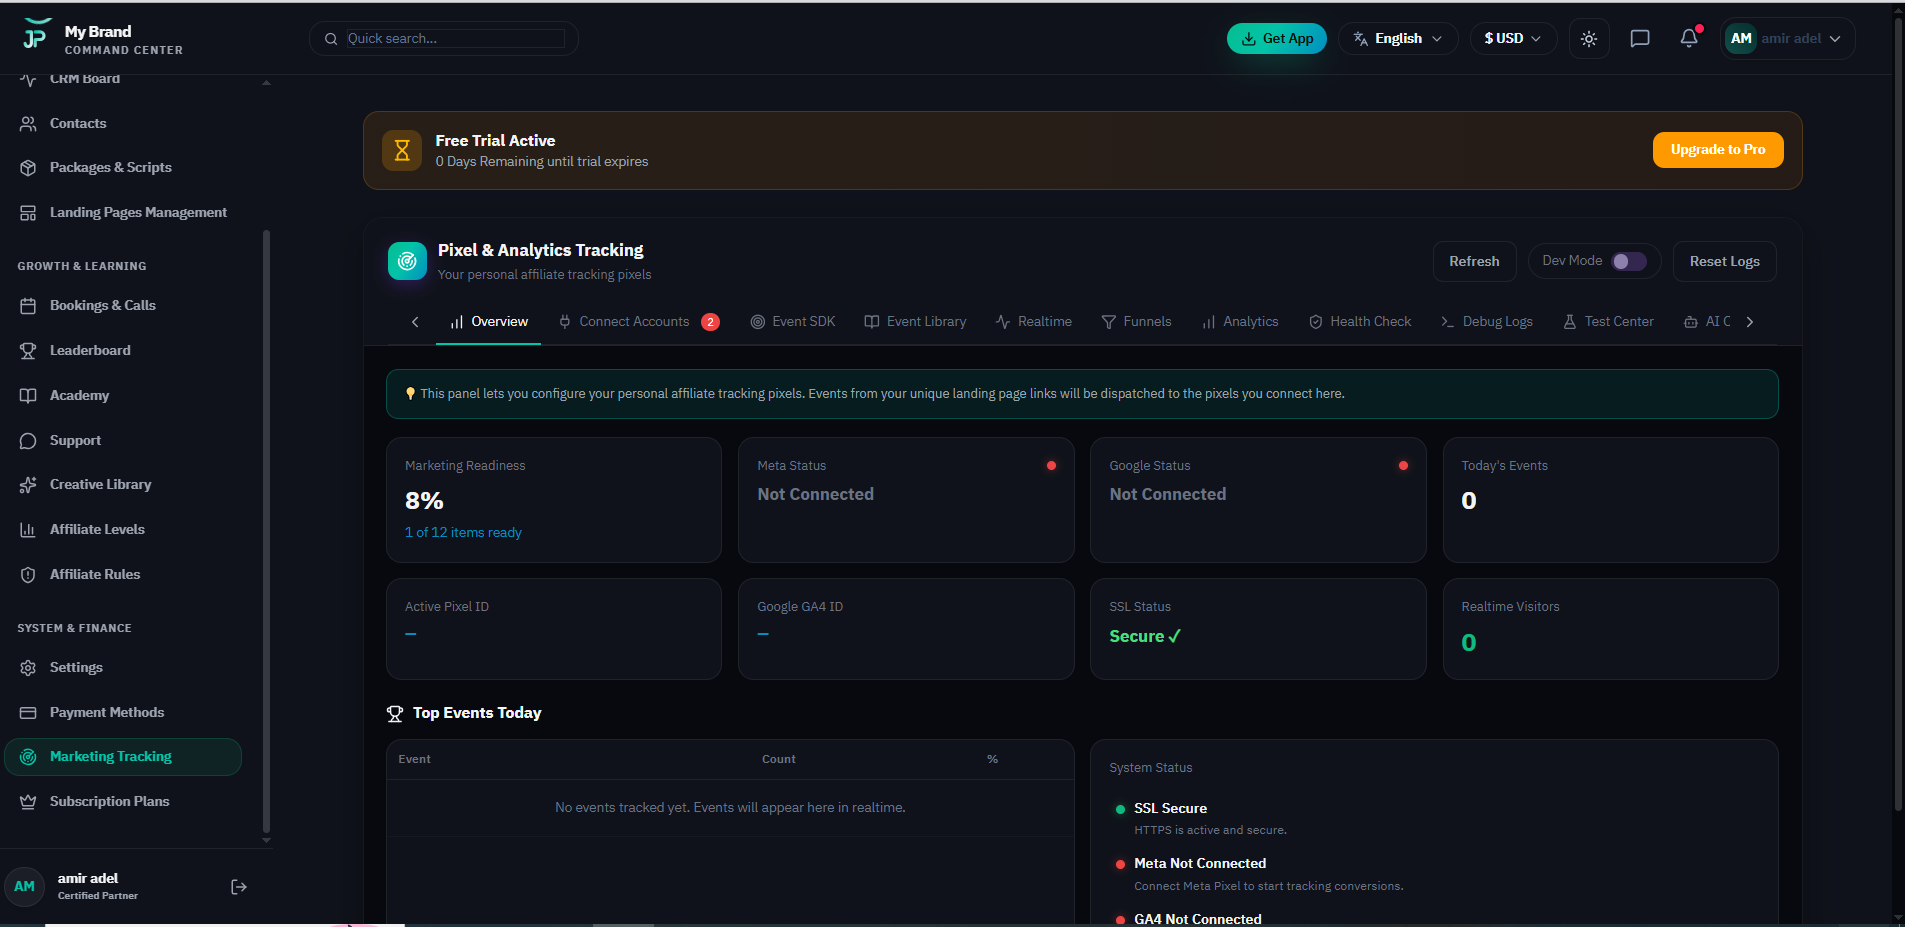 JP
My Brand
COMMAND CENTER
Quick search...
Get App
English
$ USD
AM
amir adel
CRM Board
Contacts
Packages & Scripts
Landing Pages Management
GROWTH & LEARNING
Bookings & Calls
Leaderboard
Academy
Support
Creative Library
Affiliate Levels
Affiliate Rules
SYSTEM & FINANCE
Settings
Payment Methods
Marketing Tracking
Subscription Plans
AM
amir adel
Certified Partner
Free Trial Active
0 Days Remaining until trial expires
Upgrade to Pro
Pixel & Analytics Tracking
Your personal affiliate tracking pixels
Refresh
Dev Mode
Reset Logs
Overview
Connect Accounts 2
Event SDK
Event Library
Realtime
Funnels
Analytics
Health Check
Debug Logs
Test Center
AI C
This panel lets you configure your personal affiliate tracking pixels. Events from your unique landing page links will be dispatched to the pixels you connect here.
Marketing Readiness
8%
1 of 12 items ready
Meta Status
Not Connected
Google Status
Not Connected
Today's Events
0
Active Pixel ID
—
Google GA4 ID
—
SSL Status
Secure ✓
Realtime Visitors
0
Top Events Today
Event Count %
No events tracked yet. Events will appear here in realtime.
System Status
SSL Secure
HTTPS is active and secure.
Meta Not Connected
Connect Meta Pixel to start tracking conversions.
GA4 Not Connected